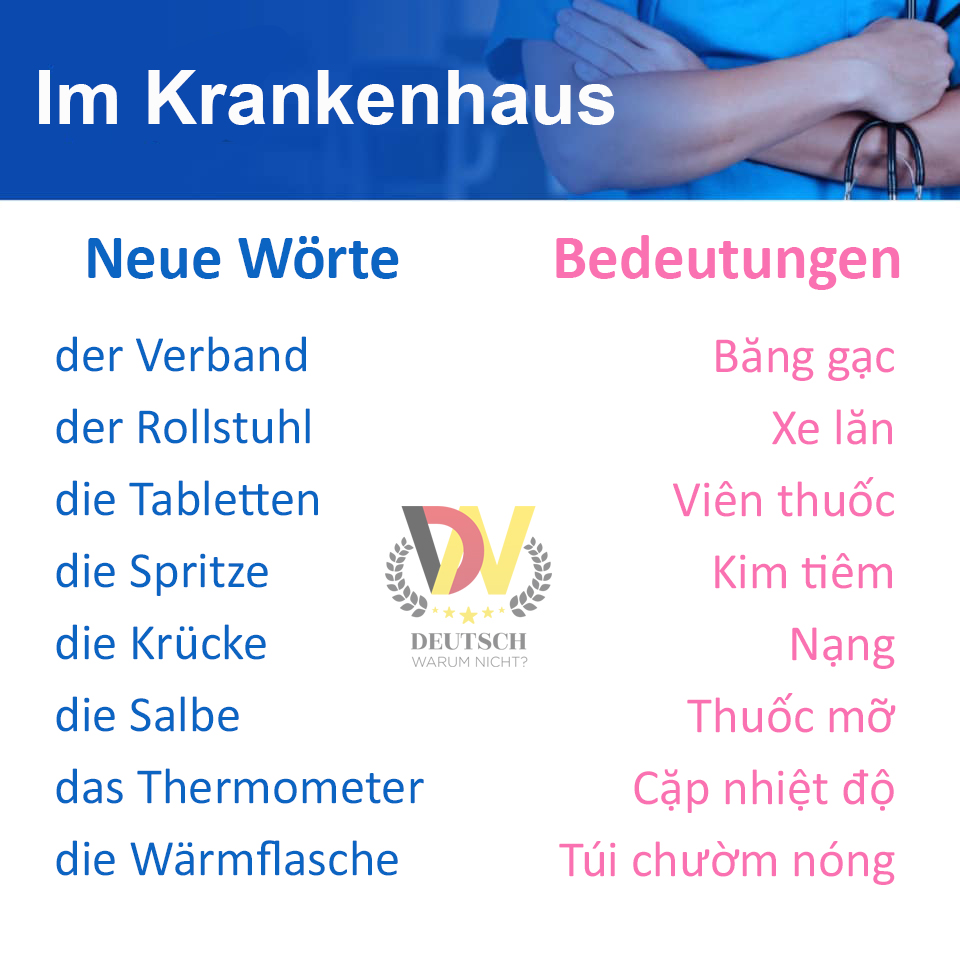 Im Krankenhaus
Neue Wörte Bedeutungen
der Verband Băng gạc
der Rollstuhl Xe lăn
die Tabletten Viên thuốc
die Spritze Kim tiêm
die Krücke Nạng
die Salbe Thuốc mỡ
das Thermometer Cặp nhiệt độ
die Wärmflasche Túi chườm nóng
DW
DEUTSCH
WARUM NICHT?